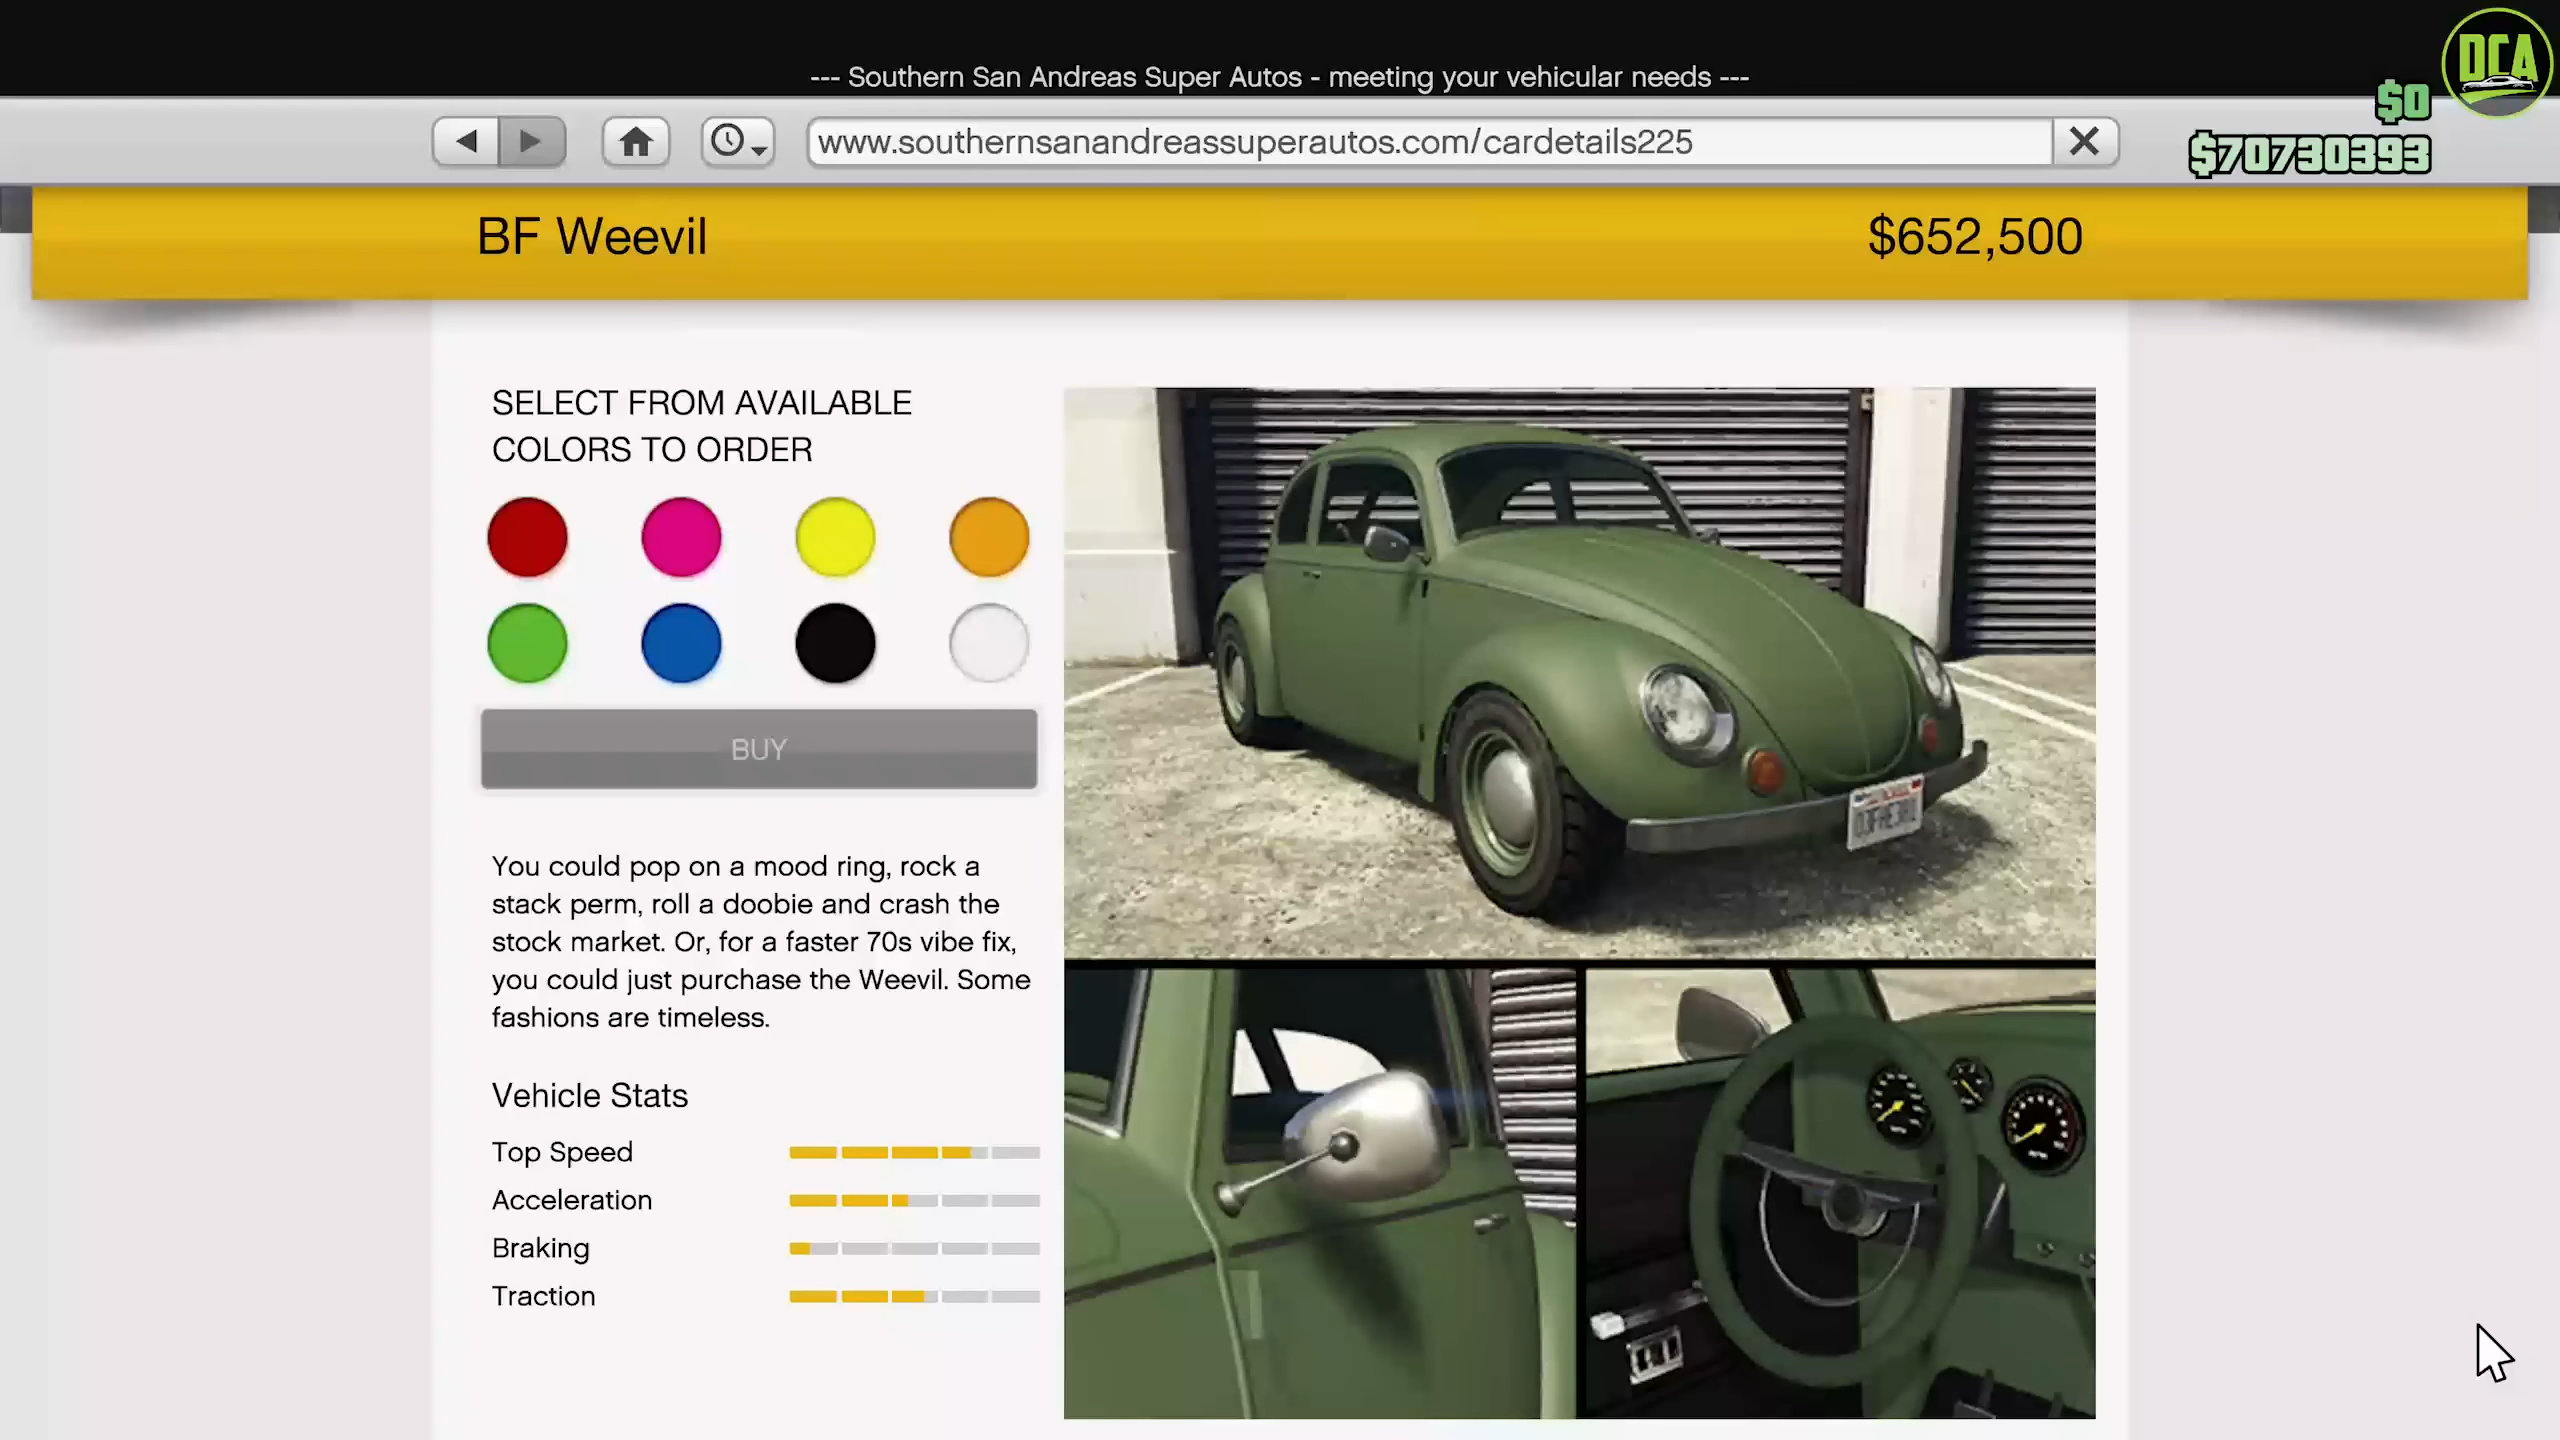 --- Southern San Andreas Super Autos - meeting your vehicular needs ---
DCA
$0
www.southernsanandreassuperautos.com/cardetails225
$70730393
BF Weevil
$652,500
SELECT FROM AVAILABLE
COLORS TO ORDER
BUY
You could pop on a mood ring, rock a
stack perm, roll a doobie and crash the
stock market. Or, for a faster 70s vibe fix,
you could just purchase the Weevil. Some
fashions are timeless.
Vehicle Stats
Top Speed
Acceleration
Braking
Traction